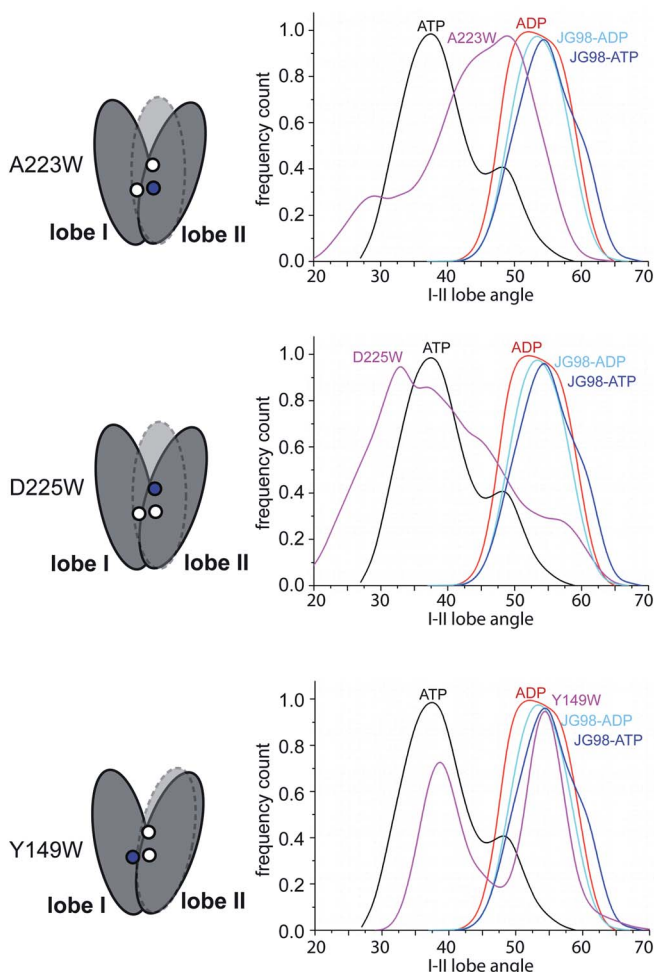 A223W
lobe I
lobe II
frequency count
1.0
0.8
0.6
0.4
0.2
0.0
ATP
A223W
ADP
JG98-ADP
JG98-ATP
20 30 40 50 60 70
I-II lobe angle
D225W
lobe I
lobe II
frequency count
1.0
0.8
0.6
0.4
0.2
0.0
D225W
ATP
ADP
JG98-ADP
JG98-ATP
20 30 40 50 60 70
I-II lobe angle
Y149W
lobe I
lobe II
frequency count
1.0
0.8
0.6
0.4
0.2
0.0
ATP
ADP
Y149W
JG98-ADP
JG98-ATP
20 30 40 50 60 70
I-II lobe angle